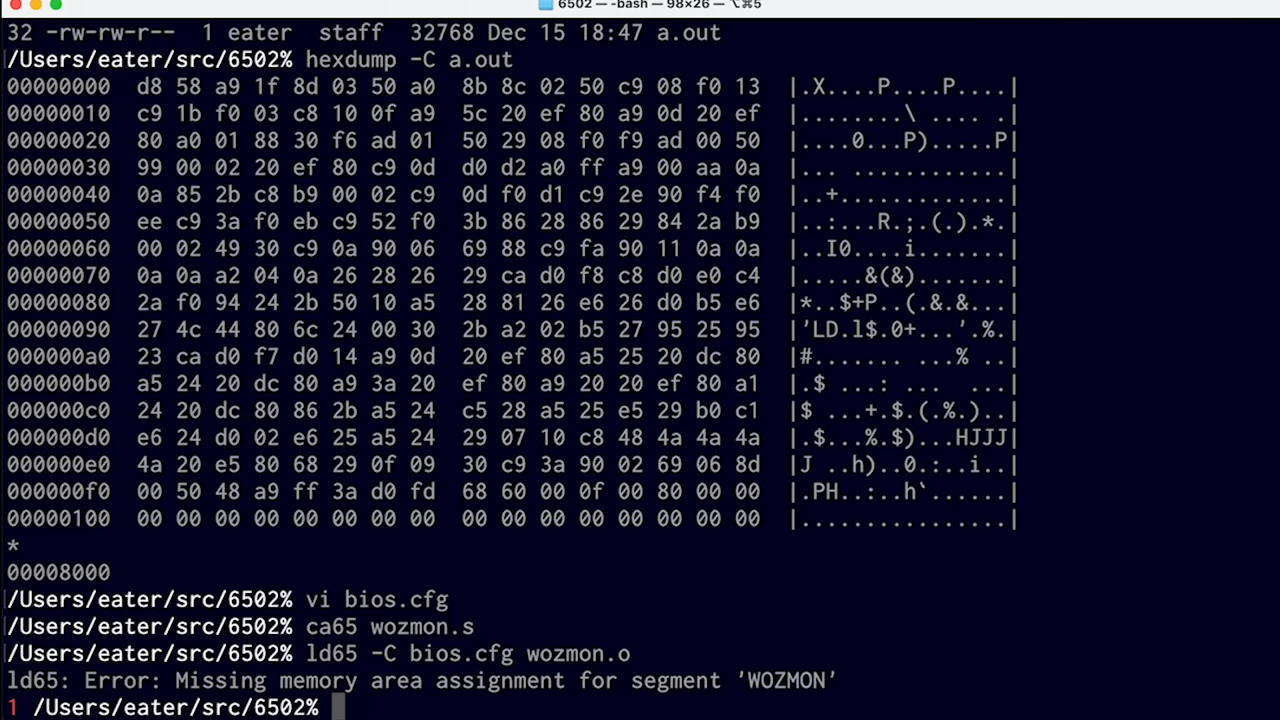 6502 — -bash — 98×26 — ⌥⌘5
32 -rw-rw-r--  1 eater  staff  32768 Dec 15 18:47 a.out
/Users/eater/src/6502% hexdump -C a.out
00000000  d8 58 a9 1f 8d 03 50 a0  8b 8c 02 50 c9 08 f0 13  |.X....P....P....|
00000010  c9 1b f0 03 c8 10 0f a9  5c 20 ef 80 a9 0d 20 ef  |........\ .... .|
00000020  80 a0 01 88 30 f6 ad 01  50 29 08 f0 f9 ad 00 50  |....0...P).....P|
00000030  99 00 02 20 ef 80 c9 0d  d0 d2 a0 ff a9 00 aa 0a  |... ............|
00000040  0a 85 2b c8 b9 00 02 c9  0d f0 d1 c9 2e 90 f4 f0  |..+.............|
00000050  ee c9 3a f0 eb c9 52 f0  3b 86 28 86 29 84 2a b9  |..:...R.;.(.).*.|
00000060  00 02 49 30 c9 0a 90 06  69 88 c9 fa 90 11 0a 0a  |..I0....i.......|
00000070  0a 0a a2 04 0a 26 28 26  29 ca d0 f8 c8 d0 e0 c4  |.....&(&).......|
00000080  2a f0 94 24 2b 50 10 a5  28 81 26 e6 26 d0 b5 e6  |*..$+P..(.&.&...|
00000090  27 4c 44 80 6c 24 00 30  2b a2 02 b5 27 95 25 95  |'LD.l$.0+...'.%.|
000000a0  23 ca d0 f7 d0 14 a9 0d  20 ef 80 a5 25 20 dc 80  |#....... ...% ..|
000000b0  a5 24 20 dc 80 a9 3a 20  ef 80 a9 20 20 ef 80 a1  |.$ ...: ...  ...|
000000c0  24 20 dc 80 86 2b a5 24  c5 28 a5 25 e5 29 b0 c1  |$ ...+.$.(.%.)..|
000000d0  e6 24 d0 02 e6 25 a5 24  29 07 10 c8 48 4a 4a 4a  |.$...%.$)...HJJJ|
000000e0  4a 20 e5 80 68 29 0f 09  30 c9 3a 90 02 69 06 8d  |J ..h)..0.:..i..|
000000f0  00 50 48 a9 ff 3a d0 fd  68 60 00 0f 00 80 00 00  |.PH..:..h`......|
00000100  00 00 00 00 00 00 00 00  00 00 00 00 00 00 00 00  |................|
*
00008000
/Users/eater/src/6502% vi bios.cfg
/Users/eater/src/6502% ca65 wozmon.s
/Users/eater/src/6502% ld65 -C bios.cfg wozmon.o
ld65: Error: Missing memory area assignment for segment 'WOZMON'
1 /Users/eater/src/6502%